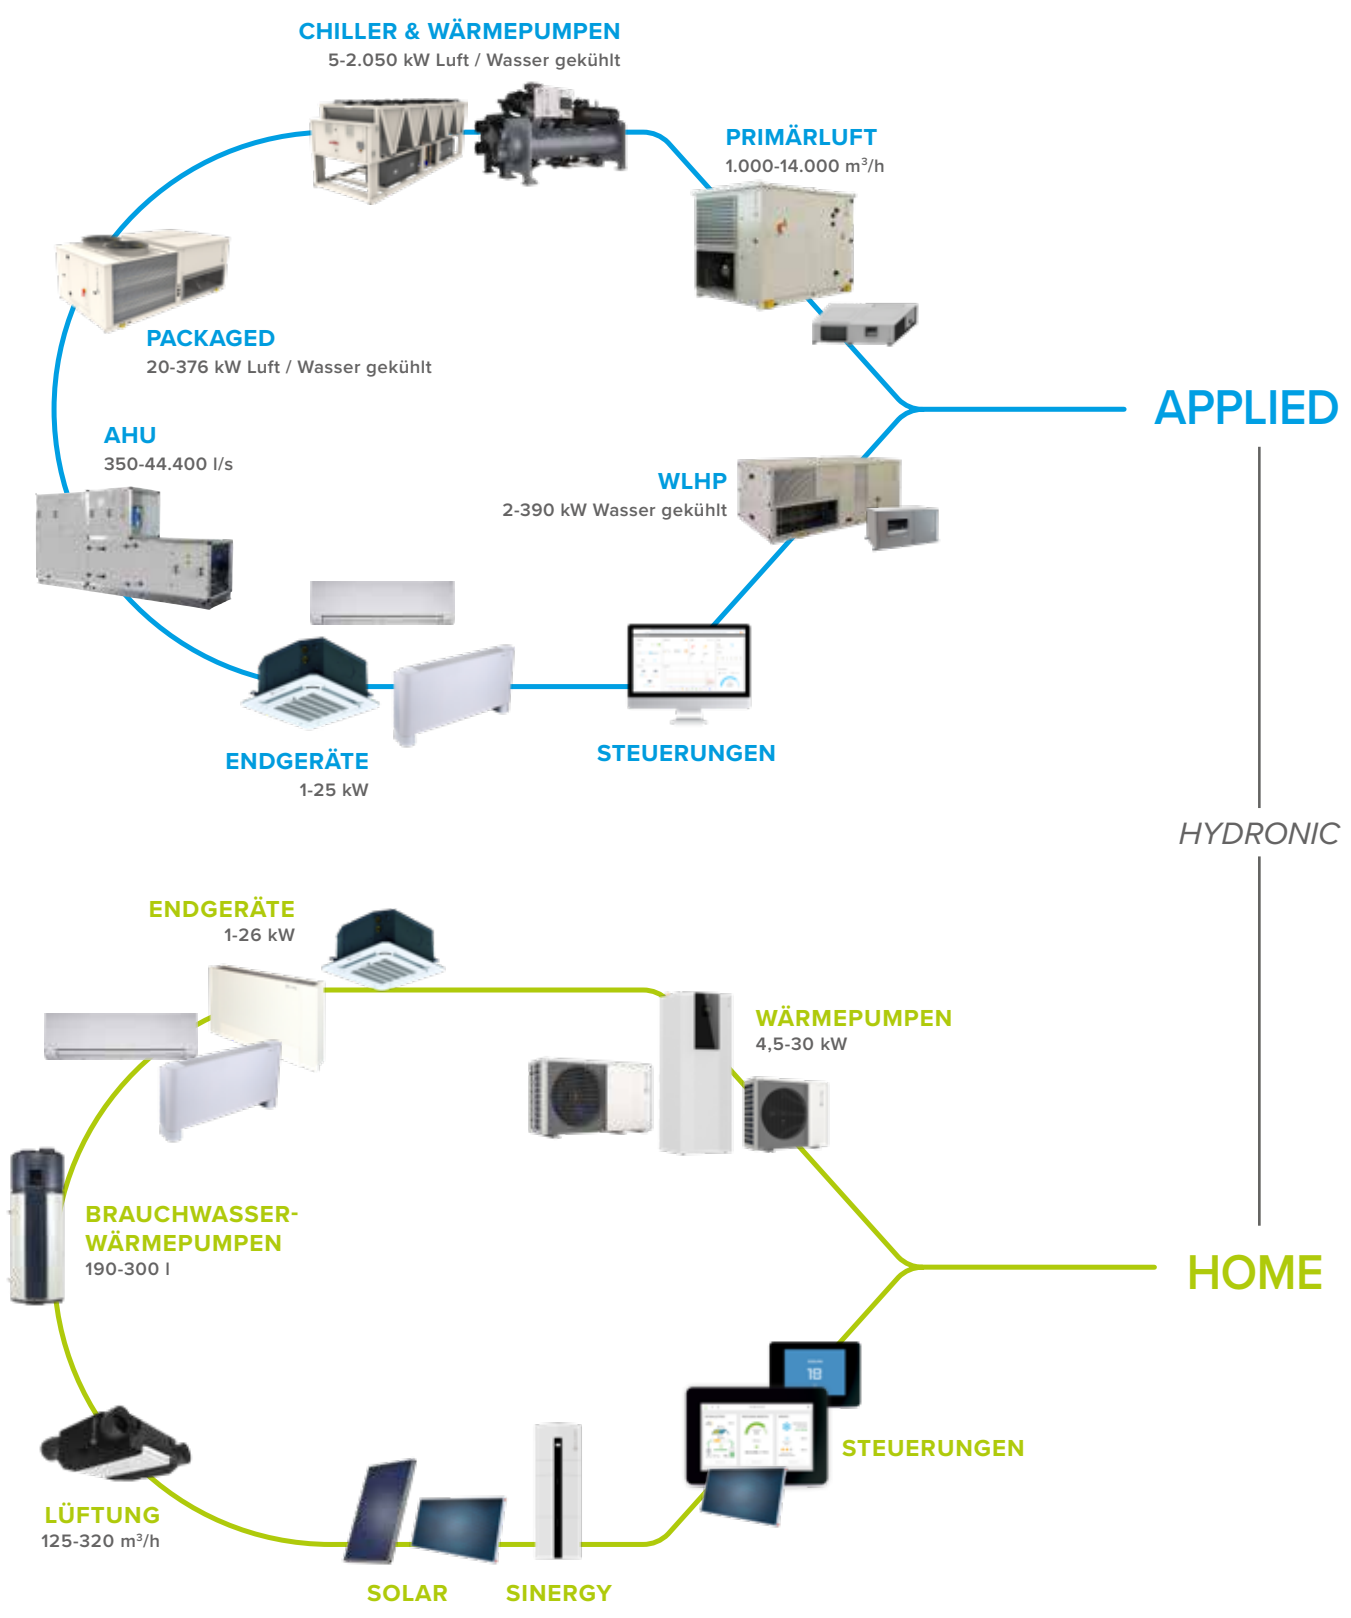 CHILLER & WÄRMEPUMPEN
5-2.050 kW Luft / Wasser gekühlt
PRIMÄRLUFT
1.000-14.000 m³/h
PACKAGED
20-376 kW Luft / Wasser gekühlt
APPLIED
AHU
350-44.400 l/s
WLHP
2-390 kW Wasser gekühlt
STEUERUNGEN
ENDGERÄTE
1-25 kW
HYDRONIC
ENDGERÄTE
1-26 kW
WÄRMEPUMPEN
4,5-30 kW
BRAUCHWASSER-
WÄRMEPUMPEN
190-300 l
HOME
18
STEUERUNGEN
LÜFTUNG
125-320 m³/h
SOLAR
SINERGY